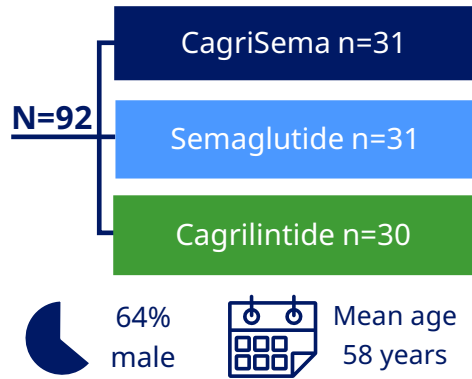 CagriSema n=31
N=92
Semaglutide n=31
Cagrilintide n=30
64%
male
Mean age
58 years